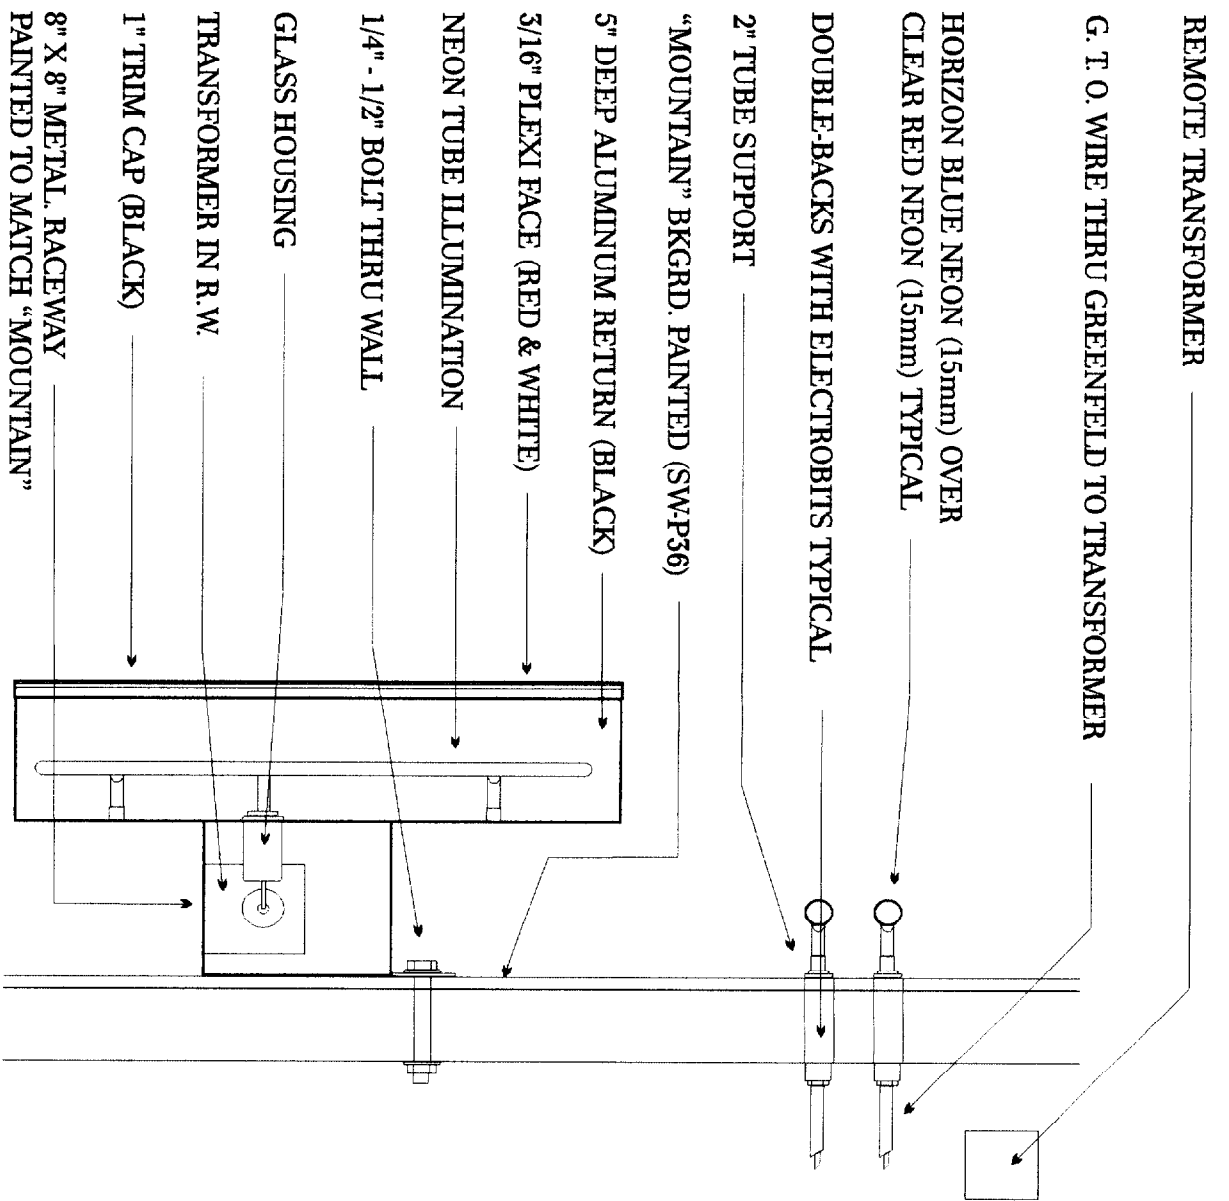 REMOTE TRANSFORMER
G. T. O. WIRE THRU GREENFELD TO TRANSFORMER
HORIZON BLUE NEON (15mm) OVER
CLEAR RED NEON (15mm) TYPICAL
DOUBLE-BACKS WITH ELECTROBITS TYPICAL
2" TUBE SUPPORT
“MOUNTAIN” BKGRD. PAINTED (SW-P36)
5" DEEP ALUMINUM RETURN (BLACK)
3/16" PLEXI FACE (RED & WHITE)
NEON TUBE ILLUMINATION
1/4" - 1/2" BOLT THRU WALL
GLASS HOUSING
TRANSFORMER IN R.W.
1" TRIM CAP (BLACK)
8" X 8" METAL. RACEWAY
PAINTED TO MATCH “MOUNTAIN”